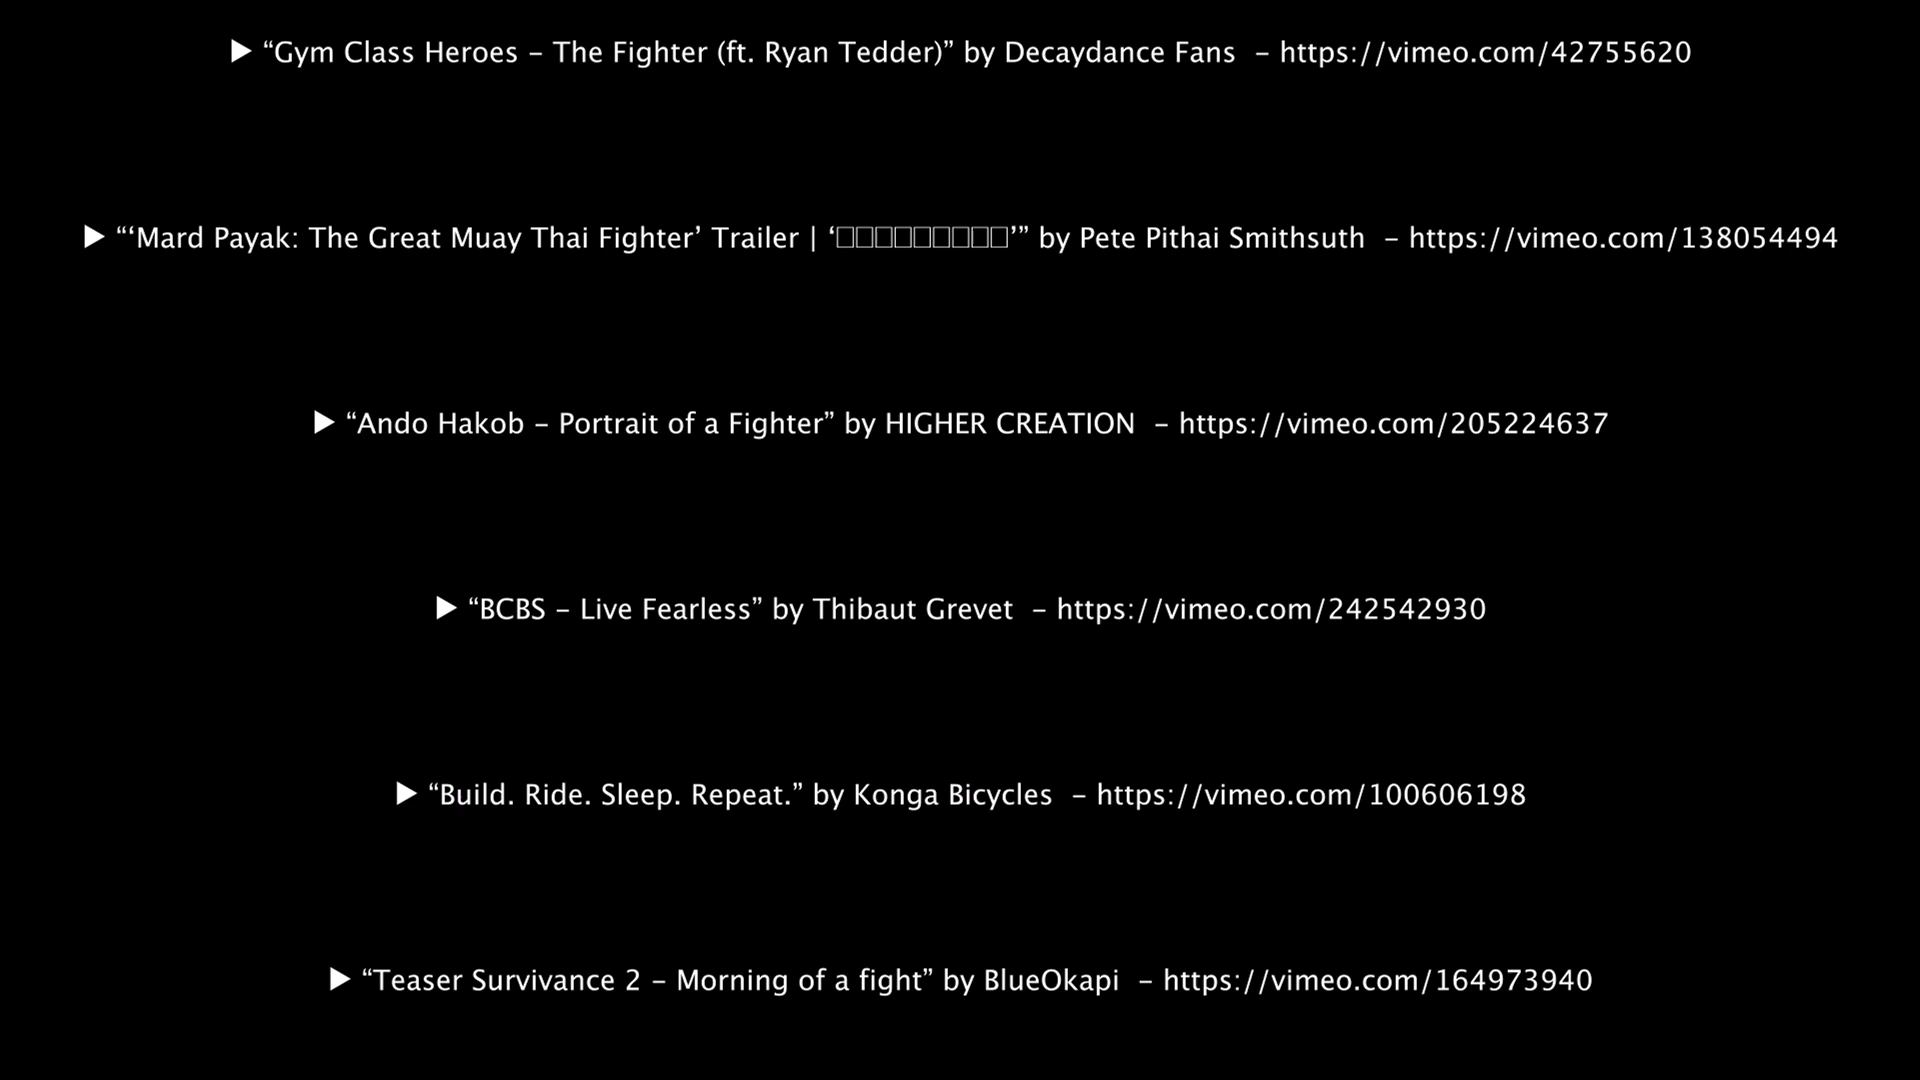 ▶ “Gym Class Heroes – The Fighter (ft. Ryan Tedder)” by Decaydance Fans – https://vimeo.com/42755620
▶ “‘Mard Payak: The Great Muay Thai Fighter’ Trailer | ‘□□□□□□□□□’” by Pete Pithai Smithsuth – https://vimeo.com/138054494
▶ “Ando Hakob – Portrait of a Fighter” by HIGHER CREATION – https://vimeo.com/205224637
▶ “BCBS – Live Fearless” by Thibaut Grevet – https://vimeo.com/242542930
▶ “Build. Ride. Sleep. Repeat.” by Konga Bicycles – https://vimeo.com/100606198
▶ “Teaser Survivance 2 – Morning of a fight” by BlueOkapi – https://vimeo.com/164973940